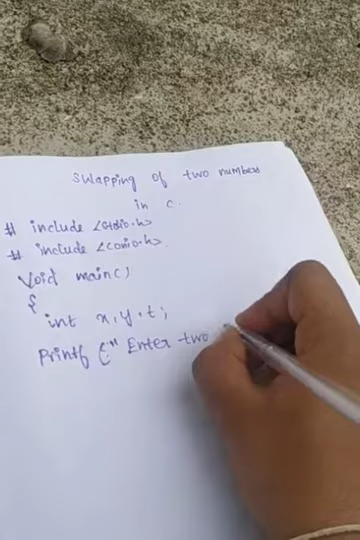 swapping of two numbers
in c.
# include <stdio.h>
# include <conio.h>.
Void main()
{
int x,y,t;
Printf (" Enter two